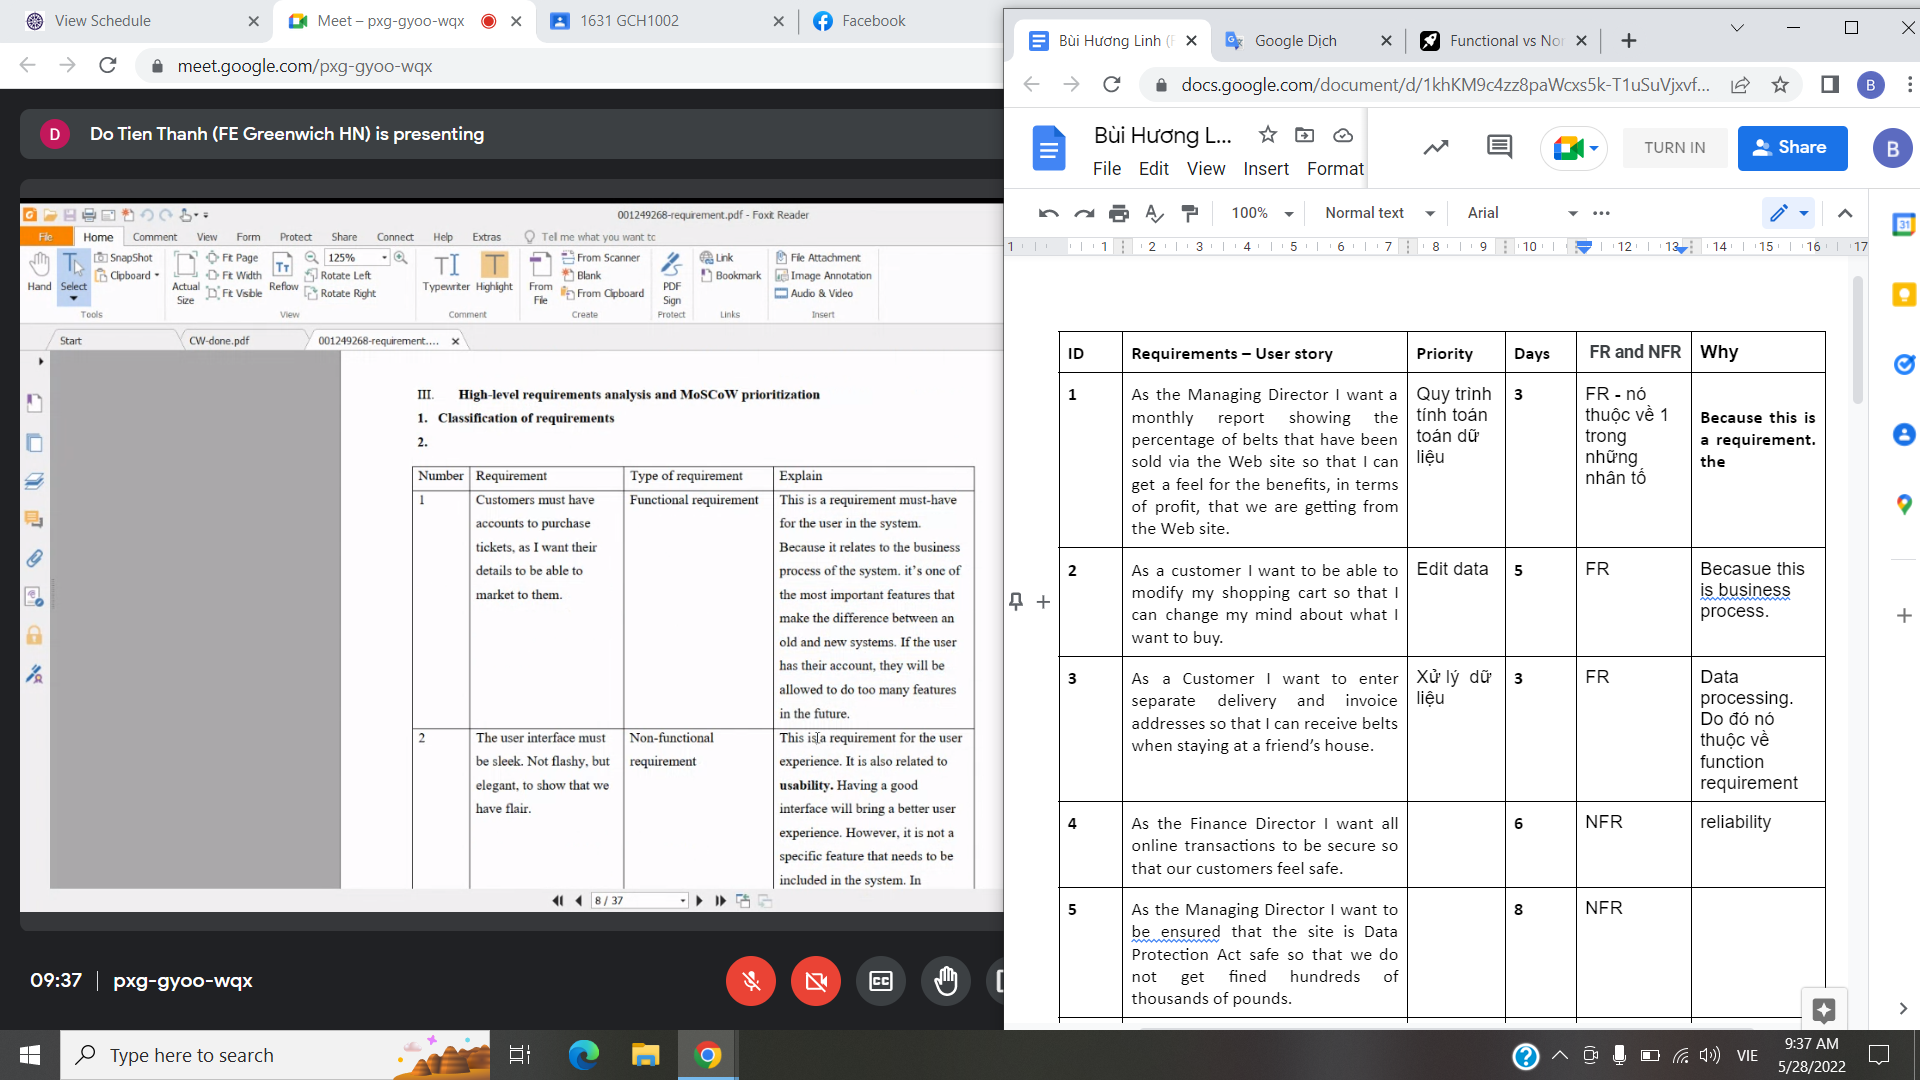 View Schedule
Meet – pxg-gyoo-wqx
1631 GCH1002
Facebook
meet.google.com/pxg-gyoo-wqx
D
Do Tien Thanh (FE Greenwich HN) is presenting
001249268-requirement.pdf - Foxit Reader
File
Home
Comment
View
Form
Protect
Share
Connect
Help
Extras
Tell me what you want to
Hand
Select
SnapShot
Clipboard
Tools
Actual
Size
Fit Page
Fit Width
Fit Visible
Reflow
125%
Rotate Left
Rotate Right
View
Typewriter
Highlight
Comment
From
File
From Scanner
Blank
From Clipboard
Create
PDF
Sign
Protect
Link
Bookmark
Links
File Attachment
Image Annotation
Audio & Video
Insert
Start
CW-done.pdf
001249268-requirement....
III. High-level requirements analysis and MoSCoW prioritization
1. Classification of requirements
2.
Number
Requirement
Type of requirement
Explain
1
Customers must have
accounts to purchase
tickets, as I want their
details to be able to
market to them.
Functional requirement
This is a requirement must-have
for the user in the system.
Because it relates to the business
process of the system. it's one of
the most important features that
make the difference between an
old and new systems. If the user
has their account, they will be
allowed to do too many features
in the future.
2
The user interface must
be sleek. Not flashy, but
elegant, to show that we
have flair.
Non-functional
requirement
This is a requirement for the user
experience. It is also related to
usability. Having a good
interface will bring a better user
experience. However, it is not a
specific feature that needs to be
included in the system. In
8 / 37
09:37 | pxg-gyoo-wqx
CC
Bùi Hương Linh (F
Google Dịch
Functional vs Nor
docs.google.com/document/d/1khKM9c4zz8paWcxs5k-T1uSuVjxvf...
B
Bùi Hương L...
File
Edit
View
Insert
Format
TURN IN
Share
B
100%
Normal text
Arial
1 1 2 3 4 5 6 7 8 9 10 12 13 14 15 16 17
31
ID
Requirements – User story
Priority
Days
FR and NFR
Why
1
As the Managing Director I want a
monthly report showing the
percentage of belts that have been
sold via the Web site so that I can
get a feel for the benefits, in terms
of profit, that we are getting from
the Web site.
Quy trình
tính toán
toán dữ
liệu
3
FR - nó
thuộc về 1
trong
những
nhân tố
Because this is
a requirement.
the
2
As a customer I want to be able to
modify my shopping cart so that I
can change my mind about what I
want to buy.
Edit data
5
FR
Becasue this
is business
process.
3
As a Customer I want to enter
separate delivery and invoice
addresses so that I can receive belts
when staying at a friend's house.
Xử lý dữ
liệu
3
FR
Data
processing.
Do đó nó
thuộc về
function
requirement
4
As the Finance Director I want all
online transactions to be secure so
that our customers feel safe.
6
NFR
reliability
5
As the Managing Director I want to
be ensured that the site is Data
Protection Act safe so that we do
not get fined hundreds of
thousands of pounds.
8
NFR
Type here to search
VIE
9:37 AM
5/28/2022